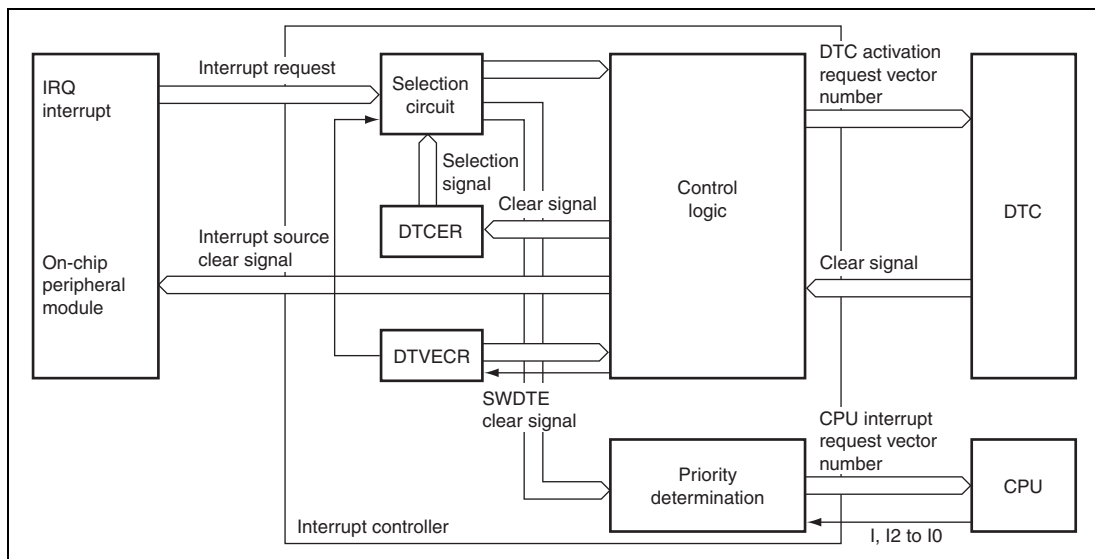 IRQ
interrupt
On-chip
peripheral
module
Interrupt request
Selection
circuit
Selection
signal
DTCER
Clear signal
Interrupt source
clear signal
DTVECR
SWDTE
clear signal
Control
logic
DTC activation
request vector
number
DTC
Clear signal
CPU interrupt
request vector
number
Priority
determination
CPU
I, I2 to I0
Interrupt controller